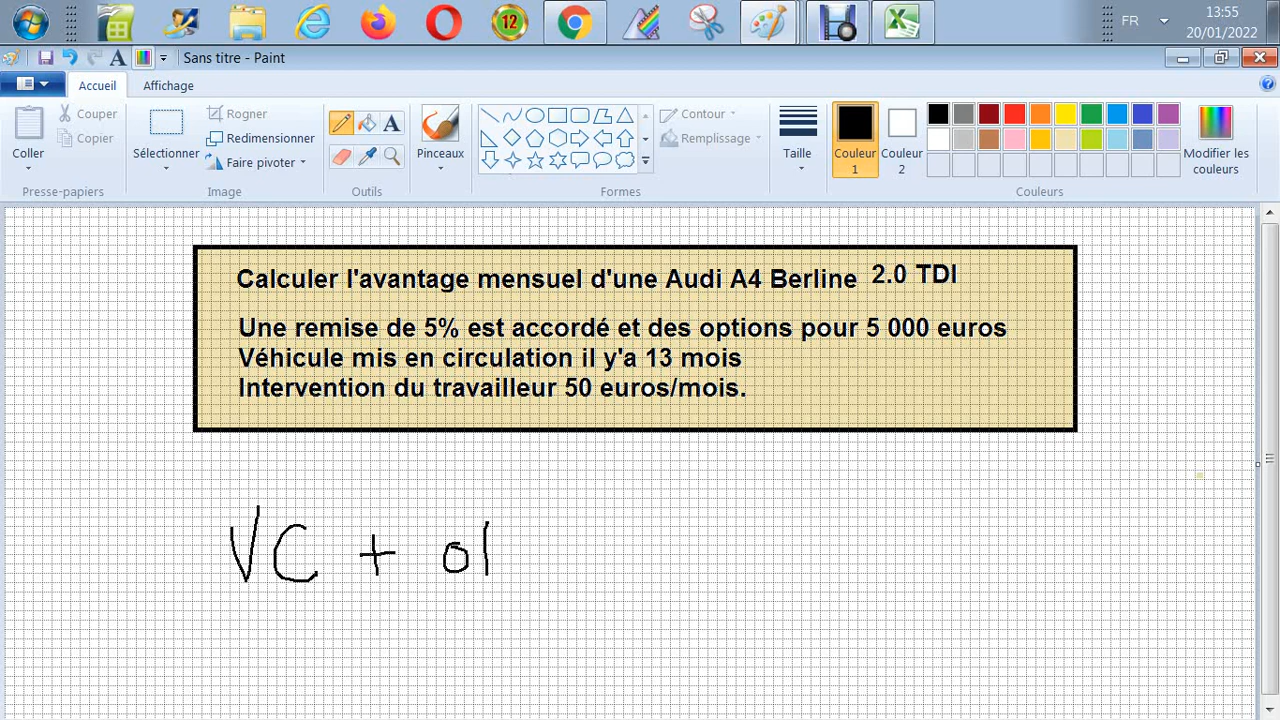 12
FR
13:55
20/01/2022
Sans titre - Paint
Accueil
Affichage
Coller
Couper
Copier
Presse-papiers
Sélectionner
Rogner
Redimensionner
Faire pivoter
Image
A
Outils
Pinceaux
Contour
Remplissage
Formes
Taille
Couleur 1
Couleur 2
Modifier les couleurs
Couleurs
Calculer l'avantage mensuel d'une Audi A4 Berline 2.0 TDI
Une remise de 5% est accordé et des options pour 5 000 euros
Véhicule mis en circulation il y'a 13 mois
Intervention du travailleur 50 euros/mois.
VC + ol